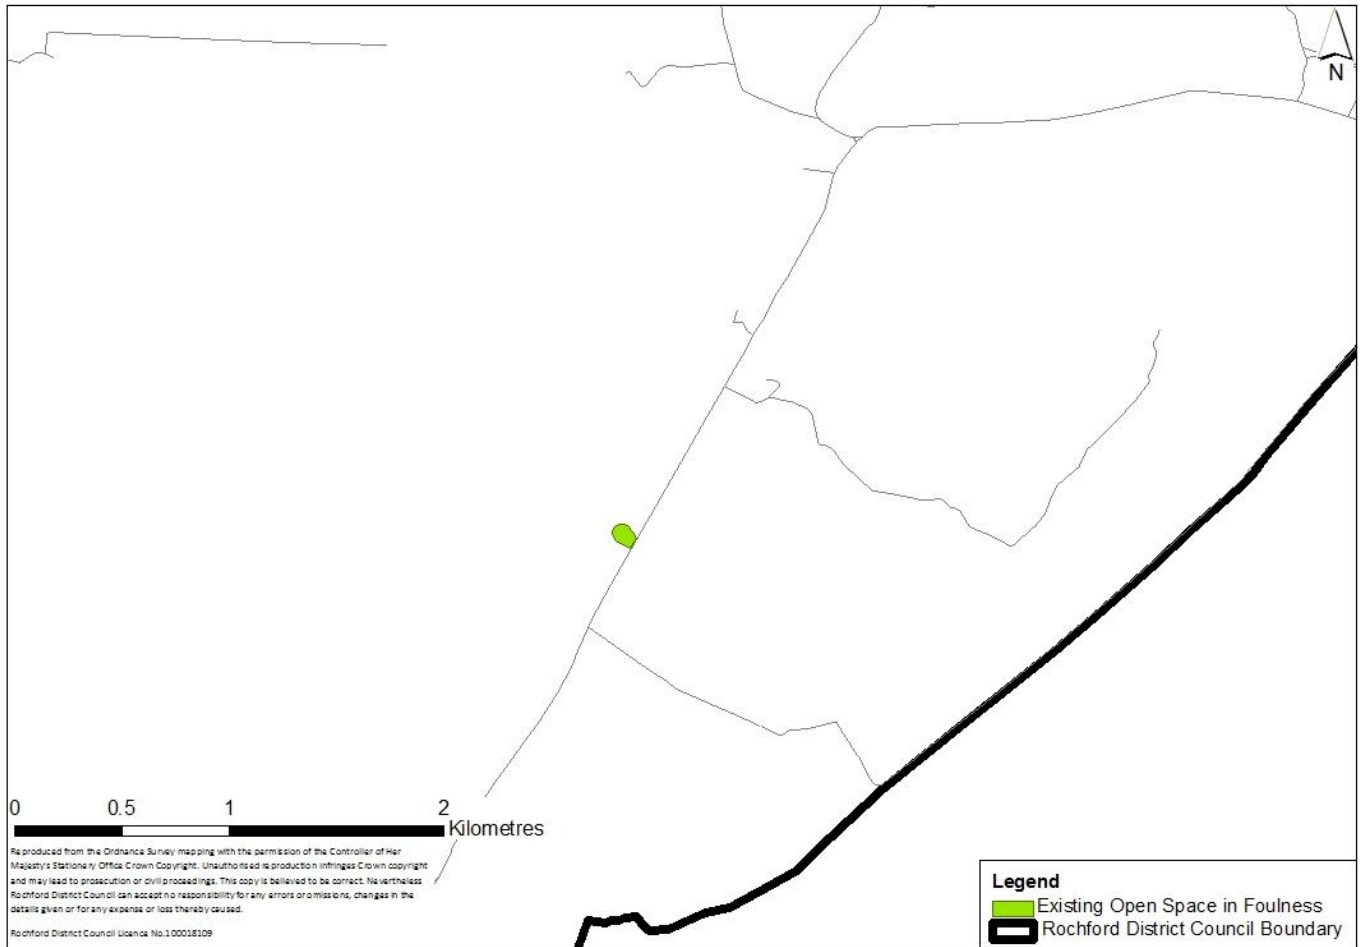 N
0 0.5 1 2
Kilometres
Reproduced from the Ordnance Survey mapping with the permission of the Controller of Her
Majesty's Stationery Office Crown Copyright. Unauthorised reproduction infringes Crown copyright
and may lead to prosecution or civil proceedings. This copy is believed to be correct. Nevertheless
Rochford District Council can accept no responsibility for any errors or omissions, changes in the
details given or for any expense or loss thereby caused.
Rochford District Council Licence No.100018109
Legend
Existing Open Space in Foulness
Rochford District Council Boundary